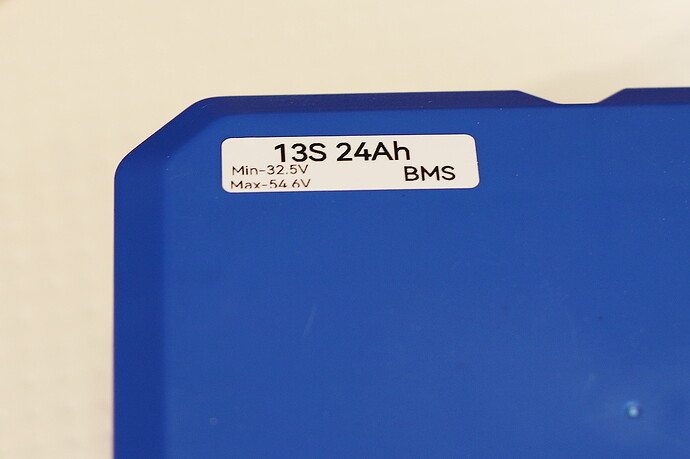 13S 24Ah
Min-32.5V
Max-54.6V
BMS